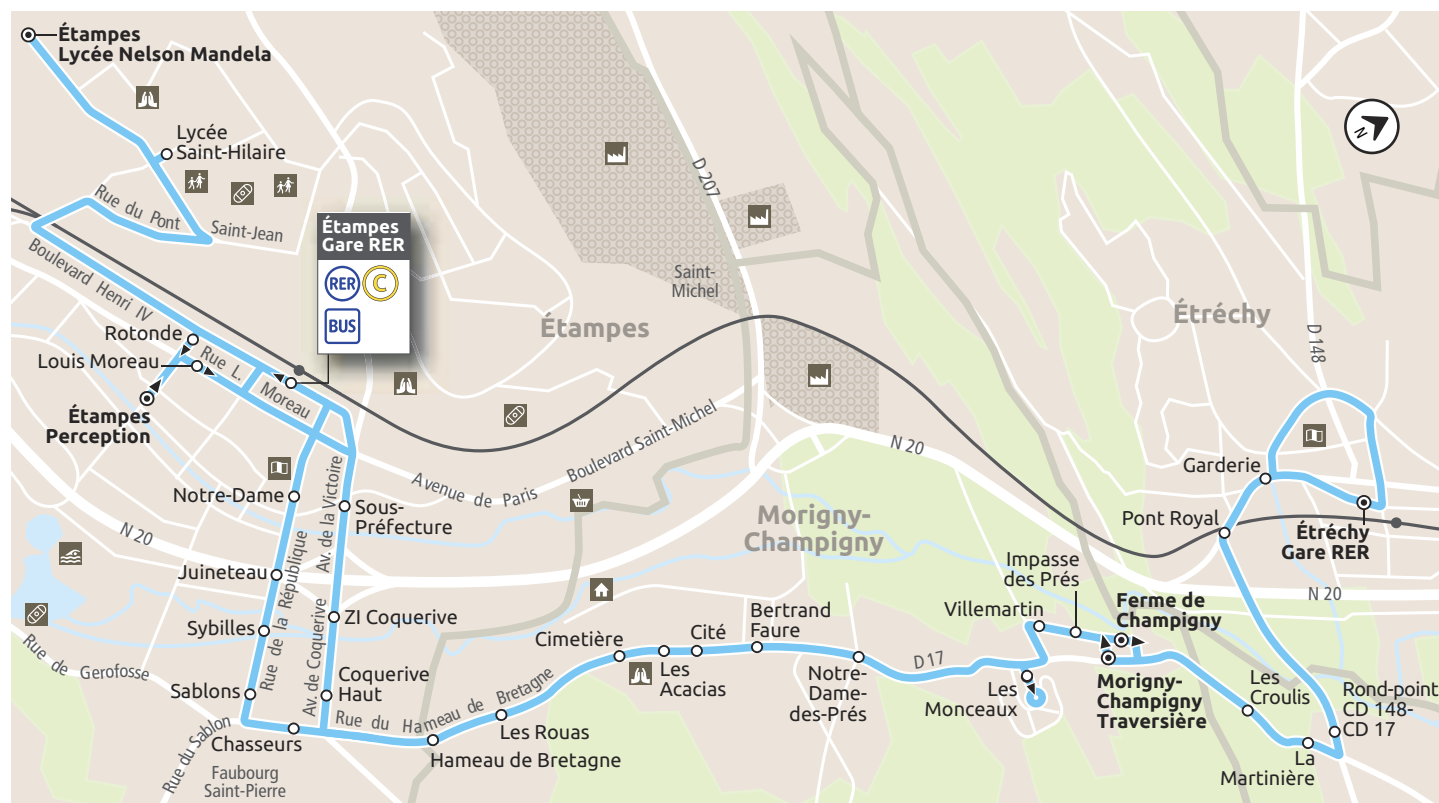 Étampes
Lycée Nelson Mandela
Lycée
Saint-Hilaire
Rue du Pont
Saint-Jean
Étampes
Gare RER
RER
C
BUS
D 207
Saint-
Michel
N
Étampes
Étréchy
D 148
Boulevard Henri IV
Rotonde
Louis Moreau
Rue L.
Moreau
Étampes
Perception
Boulevard Saint-Michel
Avenue de Paris
N 20
Garderie
Pont Royal
Étréchy
Gare RER
N 20
Notre-Dame
Av. de la Victoire
Sous-
Préfecture
N 20
Morigny-
Champigny
Juineteau
Rue de la République
Sybilles
ZI Coquerive
Av. de Coquerive
Rue de Gerofosse
Sablons
Coquerive
Haut
Rue du Sablon
Chasseurs
Rue du Hameau de Bretagne
Faubourg
Saint-Pierre
Hameau de Bretagne
Les Rouas
Cimetière
Les
Acacias
Cité
Bertrand
Faure
Notre-
Dame-
des-Prés
D 17
Les
Monceaux
Villemartin
Impasse
des Prés
Ferme de
Champigny
Morigny-
Champigny
Traversière
Les
Croulis
La
Martinière
Rond-point
CD 148-
CD 17